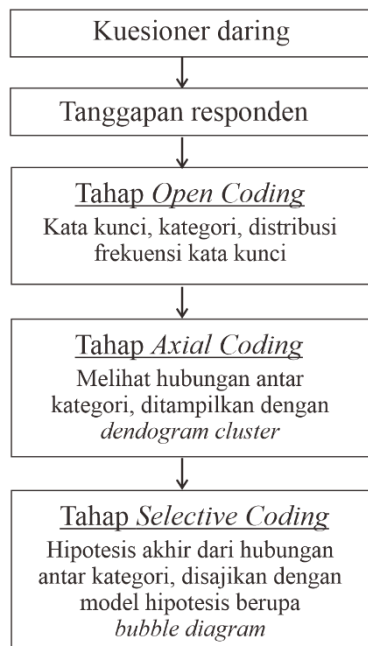 Kuesioner daring
Tanggapan responden
Tahap Open Coding
Kata kunci, kategori, distribusi
frekuensi kata kunci
Tahap Axial Coding
Melihat hubungan antar
kategori, ditampilkan dengan
dendogram cluster
Tahap Selective Coding
Hipotesis akhir dari hubungan
antar kategori, disajikan dengan
model hipotesis berupa
bubble diagram